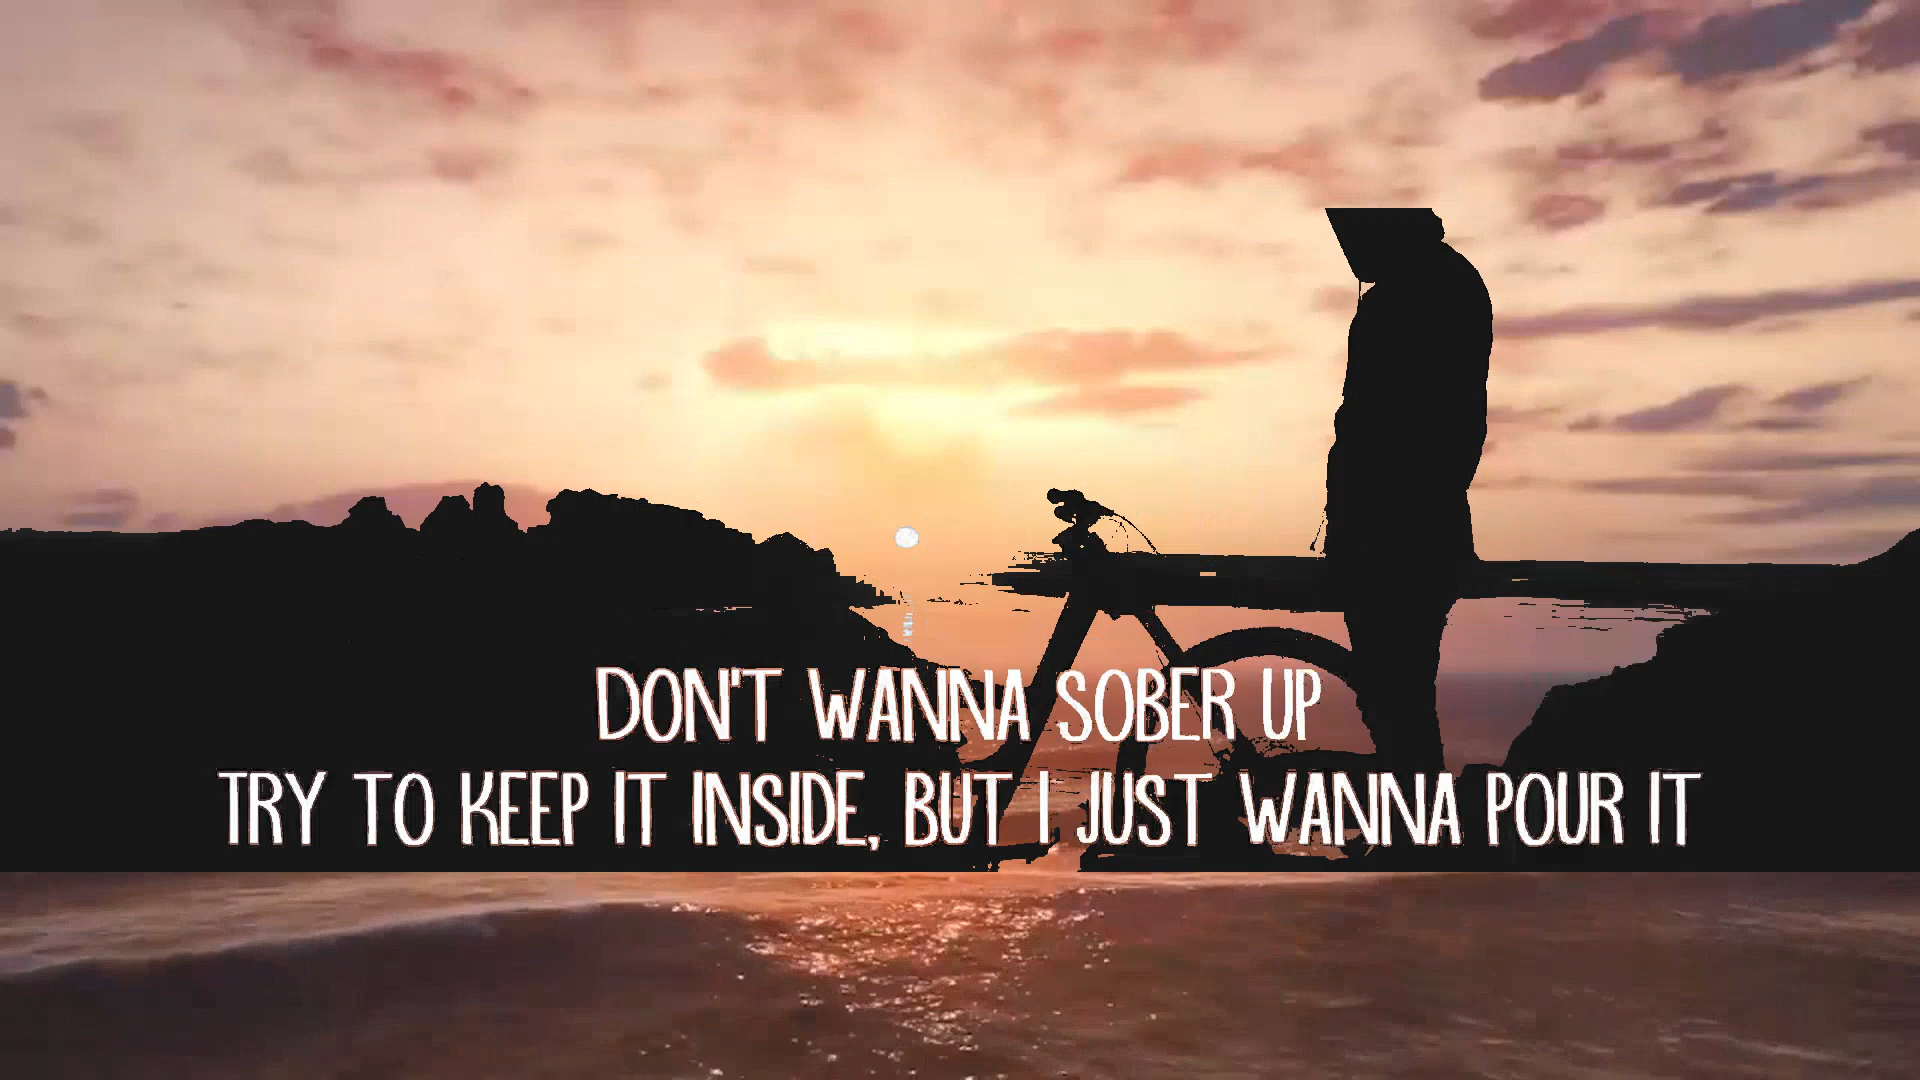 DON'T WANNA SOBER UP
TRY TO KEEP IT INSIDE, BUT I JUST WANNA POUR IT